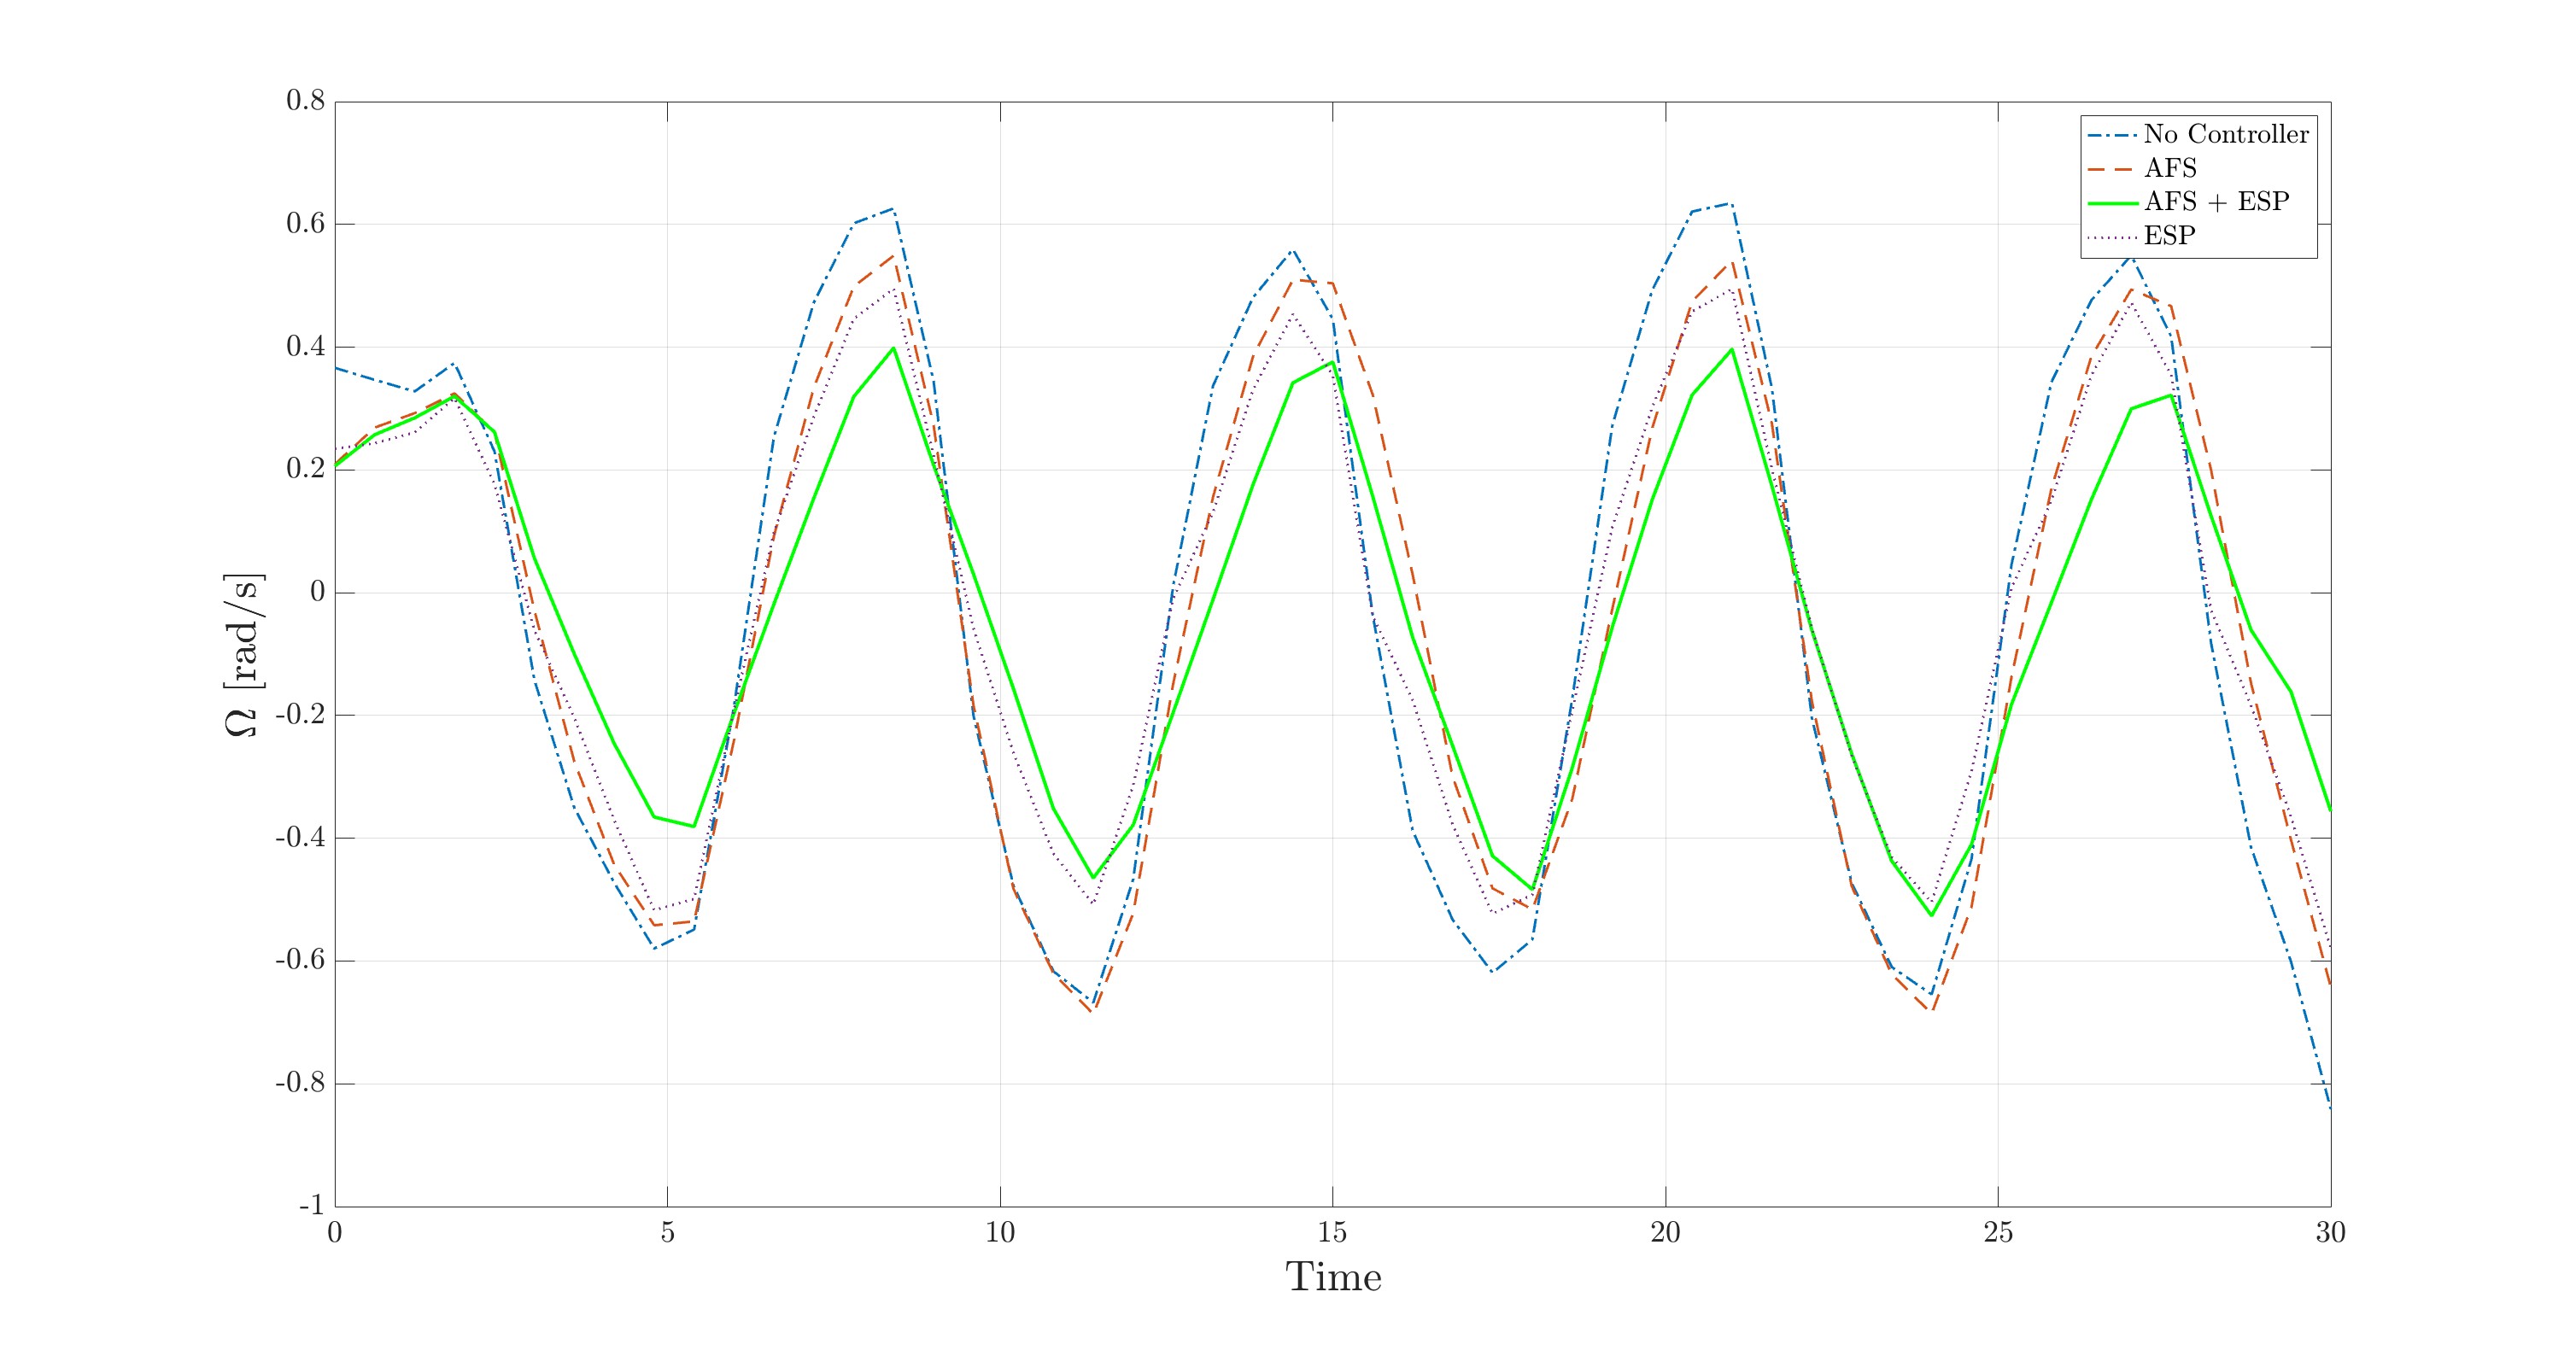 0.8
0.6
0.4
0.2
0
-0.2
-0.4
-0.6
-0.8
-1
Ω [rad/s]
0 5 10 15 20 25 30
Time
No Controller
AFS
AFS + ESP
ESP